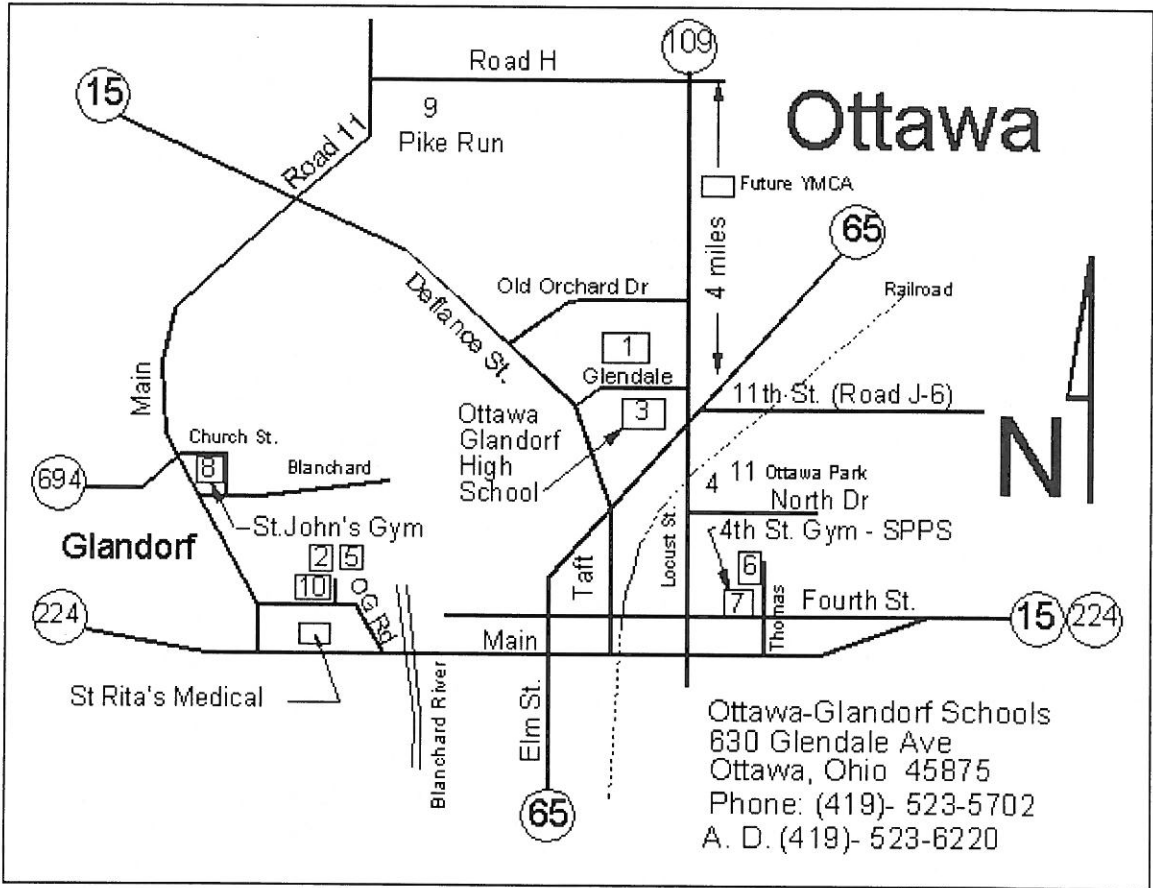 109
Road H
15
Ottawa
9
Pike Run
Road 11
Future YMCA
65
4 miles
Railroad
Old Orchard Dr
Defiance St.
1
Glendale
11th St. (Road J-6)
3
Ottawa
Glandorf
High
School
Main
Church St.
Blanchard
694
8
4
11
Ottawa Park
North Dr
N
St.John's Gym
4th St. Gym - SPPS
Glandorf
2
5
10
OG Rd
Taft
Locust St.
6
7
Thomas
Fourth St.
15
224
224
Main
St Rita's Medical
Blanchard River
Elm St.
65
Ottawa-Glandorf Schools
630 Glendale Ave
Ottawa, Ohio 45875
Phone: (419)- 523-5702
A. D. (419)- 523-6220